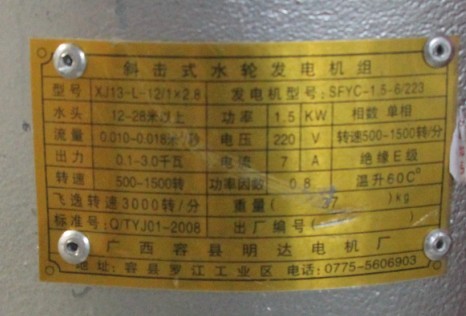 斜击式水轮发电机组
型号 XJ13-L-12/1×2.8 发电机型号:SFYC-1.5-6/223
水头 12-28米以上 功率 1.5 KW 相数 单相
流量 0.010-0.018米³/秒 电压 220 V 转速500-1500转/分
出力 0.1-3.0千瓦 电流 7 A 绝缘E级
转速 500-1500转 功率因数 0.8 温升60C°
飞逸转速3000转/分 重量( 37 )kg
标准号:Q/TYJ01-2008 出厂编号( )
广西容县明达电机厂
地址:容县罗江工业区 电话:0775-5606903